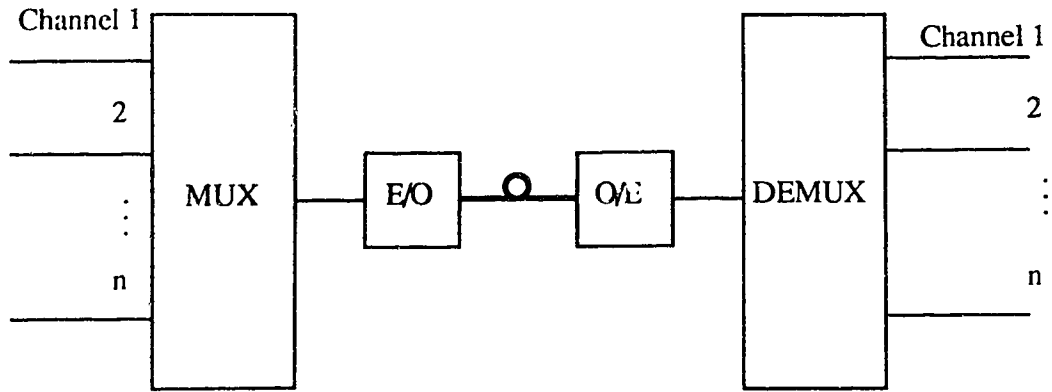 Channel 1
2
⋮
n
MUX
E/O
O/E
DEMUX
Channel 1
2
⋮
n